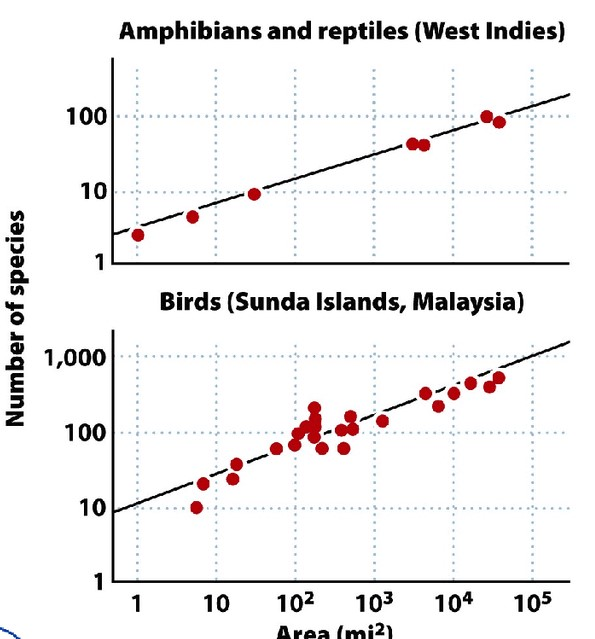 Amphibians and reptiles (West Indies)
100
10
1
Number of species
Birds (Sunda Islands, Malaysia)
1,000
100
10
1
1 10 10² 10³ 10⁴ 10⁵
Area (mi²)